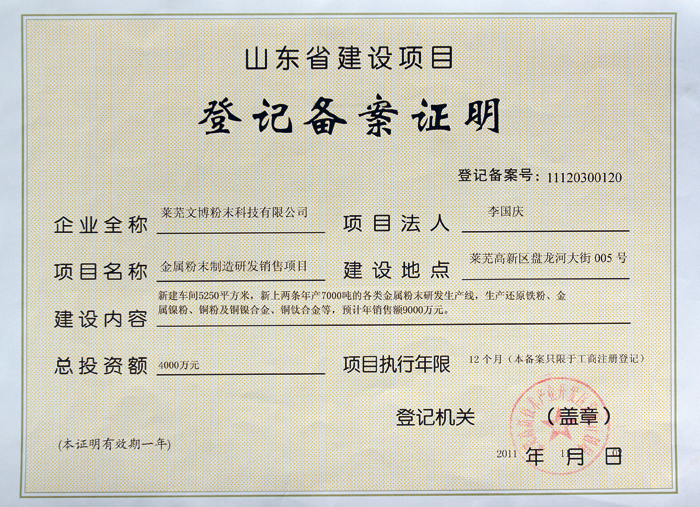 山东省建设项目
登记备案证明
登记备案号：11120300120
企业全称 莱芜文博粉末科技有限公司 项目法人 李国庆
项目名称 金属粉末制造研发销售项目 建设地点 莱芜高新区盘龙河大街005号
建设内容 新建车间5250平方米，新上两条年产7000吨的各类金属粉末研发生产线，生产还原铁粉、金
属镍粉、铜粉及铜镍合金、铜钛合金等，预计年销售额9000万元。
总投资额 4000万元 项目执行年限 12个月（本备案只限于工商注册登记）
登记机关 （盖章）
(本证明有效期一年)
2011 年 月 日